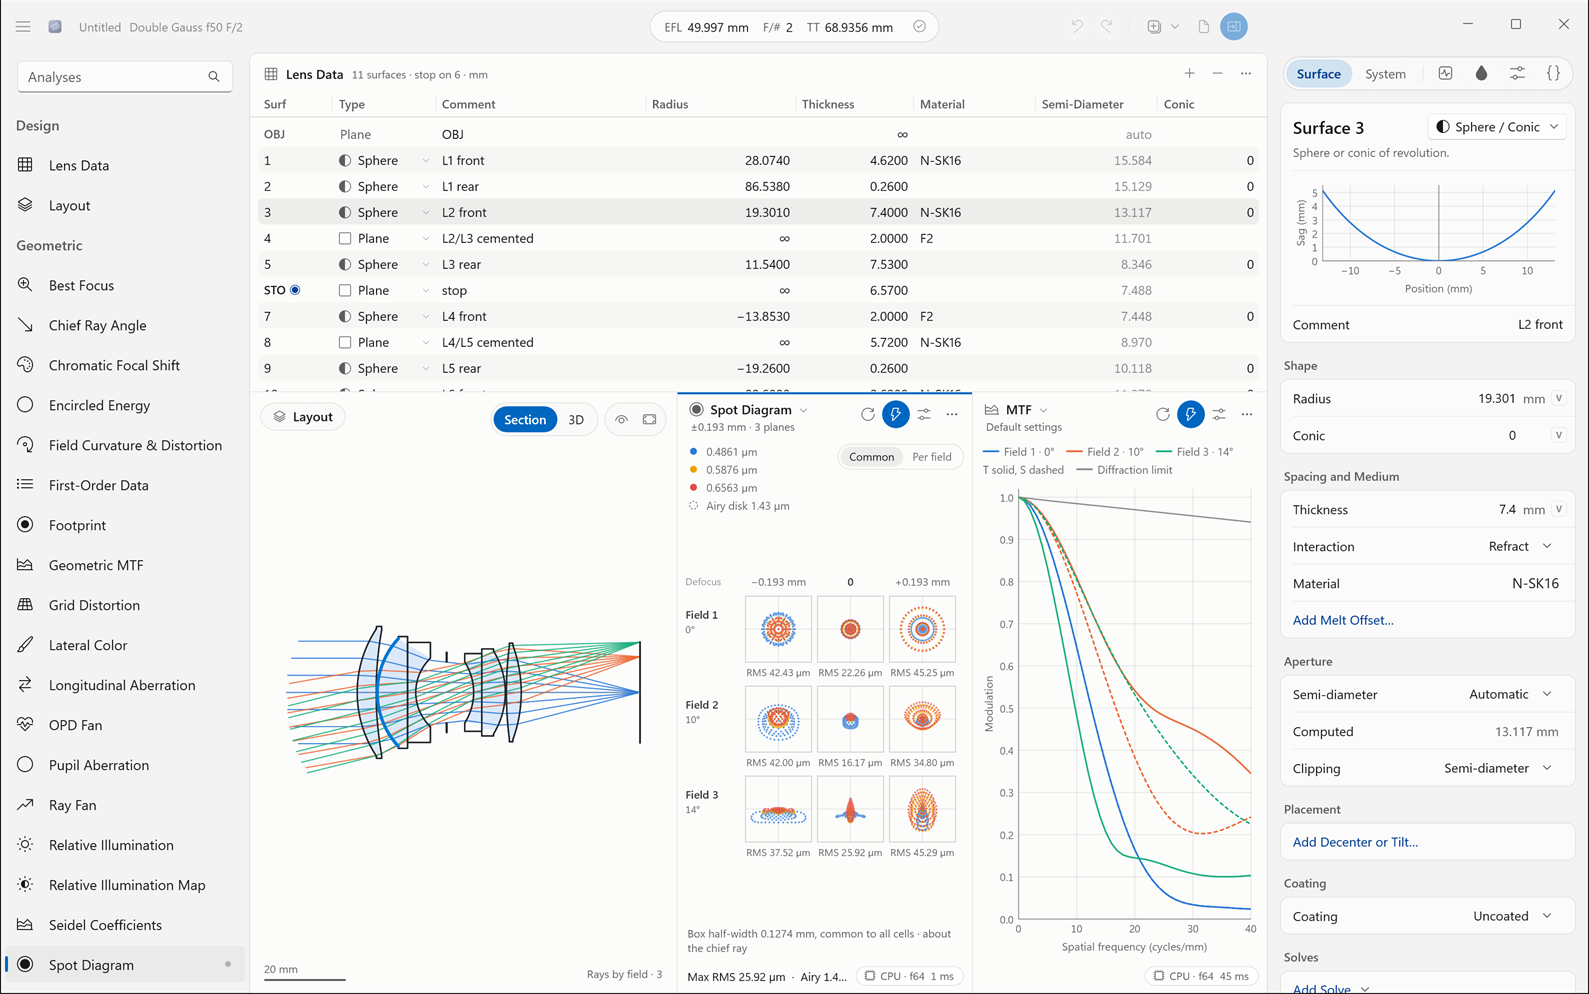 Untitled Double Gauss f50 F/2
EFL 49.997 mm F/# 2 TT 68.9356 mm
Analyses
Design
Lens Data
Layout
Geometric
Best Focus
Chief Ray Angle
Chromatic Focal Shift
Encircled Energy
Field Curvature & Distortion
First-Order Data
Footprint
Geometric MTF
Grid Distortion
Lateral Color
Longitudinal Aberration
OPD Fan
Pupil Aberration
Ray Fan
Relative Illumination
Relative Illumination Map
Seidel Coefficients
Spot Diagram
Lens Data 11 surfaces · stop on 6 · mm
Surf Type Comment Radius Thickness Material Semi-Diameter Conic
OBJ Plane OBJ ∞ auto
1 Sphere L1 front 28.0740 4.6200 N-SK16 15.584 0
2 Sphere L1 rear 86.5380 0.2600 15.129 0
3 Sphere L2 front 19.3010 7.4000 N-SK16 13.117 0
4 Plane L2/L3 cemented ∞ 2.0000 F2 11.701
5 Sphere L3 rear 11.5400 7.5300 8.346 0
STO Plane stop ∞ 6.5700 7.488
7 Sphere L4 front −13.8530 2.0000 F2 7.448 0
8 Plane L4/L5 cemented ∞ 5.7200 N-SK16 8.970
9 Sphere L5 rear −19.2600 0.2600 10.118 0
Layout
Section 3D
20 mm
Rays by field · 3
Spot Diagram
±0.193 mm · 3 planes
0.4861 µm
0.5876 µm
0.6563 µm
Airy disk 1.43 µm
Common Per field
Defocus −0.193 mm 0 +0.193 mm
Field 1
0°
RMS 42.43 µm RMS 22.26 µm RMS 45.25 µm
Field 2
10°
RMS 42.00 µm RMS 16.17 µm RMS 34.80 µm
Field 3
14°
RMS 37.52 µm RMS 25.92 µm RMS 45.29 µm
Box half-width 0.1274 mm, common to all cells · about
the chief ray
Max RMS 25.92 µm · Airy 1.4...
CPU · f64 1 ms
MTF
Default settings
Field 1 · 0° Field 2 · 10° Field 3 · 14°
T solid, S dashed Diffraction limit
1.0
0.9
0.8
0.7
0.6
0.5
0.4
0.3
0.2
0.1
0.0
Modulation
0 10 20 30 40
Spatial frequency (cycles/mm)
CPU · f64 45 ms
Surface System
Surface 3
Sphere / Conic
Sphere or conic of revolution.
5
4
3
2
1
0
Sag (mm)
−10 −5 0 5 10
Position (mm)
Comment L2 front
Shape
Radius 19.301 mm V
Conic 0 V
Spacing and Medium
Thickness 7.4 mm V
Interaction Refract
Material N-SK16
Add Melt Offset...
Aperture
Semi-diameter Automatic
Computed 13.117 mm
Clipping Semi-diameter
Placement
Add Decenter or Tilt...
Coating
Coating Uncoated
Solves
Add Solve